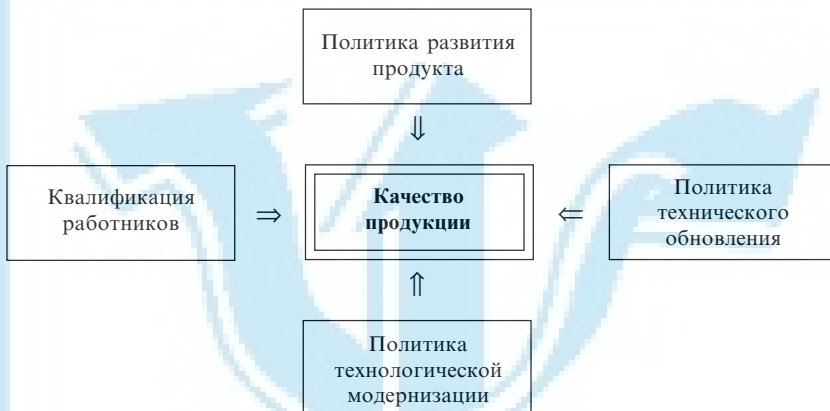 Политика развития
продукта
⇓
Квалификация
работников
⇒
Качество
продукции
⇐
Политика
технического
обновления
⇑
Политика
технологической
модернизации